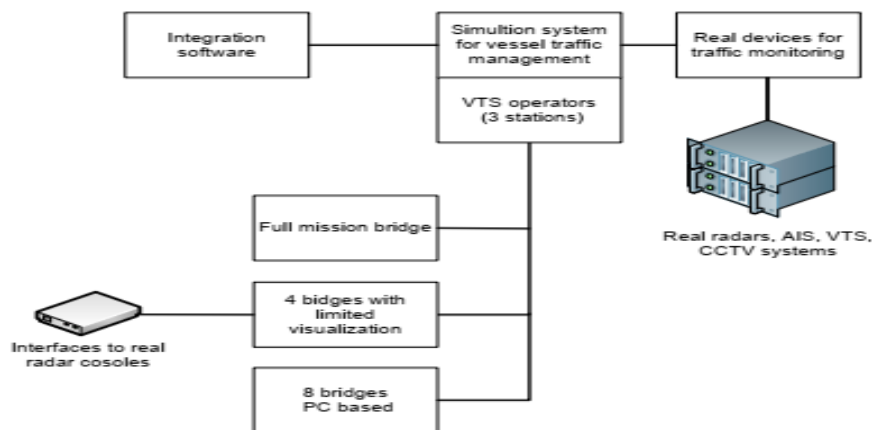 Integration
software
Simultion system
for vessel traffic
management
Real devices for
traffic monitoring
VTS operators
(3 stations)
Full mission bridge
Real radars, AIS, VTS,
CCTV systems
4 bidges with
limited
visualization
Interfaces to real
radar cosoles
8 bridges
PC based